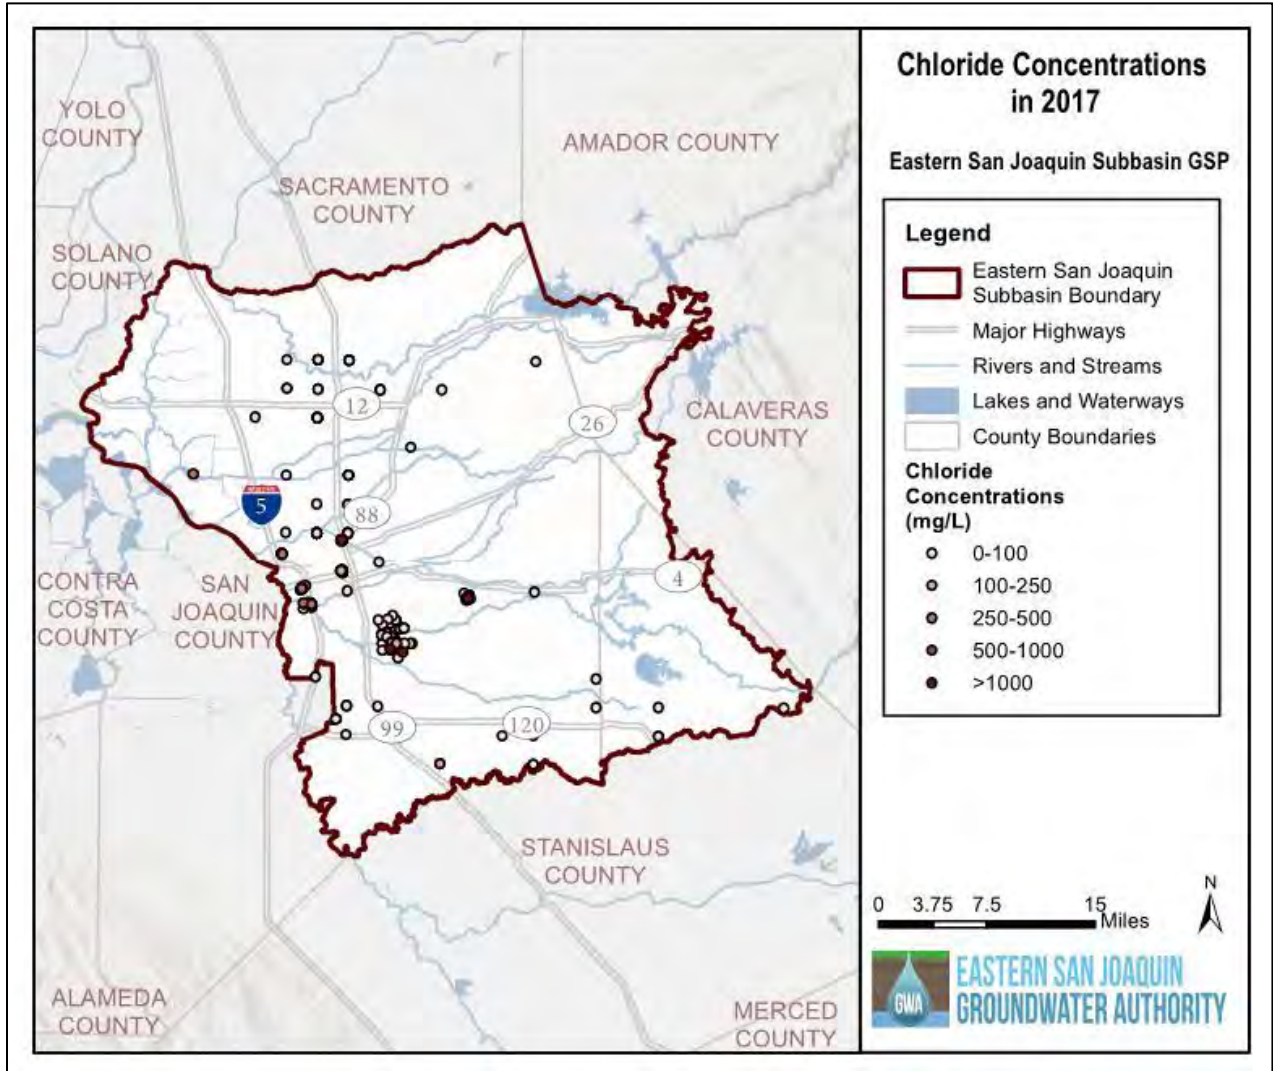 YOLO
COUNTY
AMADOR COUNTY
SACRAMENTO
COUNTY
SOLANO
COUNTY
12
26
CALAVERAS
COUNTY
5
88
4
CONTRA
COSTA
COUNTY
SAN
JOAQUIN
COUNTY
99
120
STANISLAUS
COUNTY
ALAMEDA
COUNTY
MERCED
COUNTY
Chloride Concentrations
in 2017
Eastern San Joaquin Subbasin GSP
Legend
Eastern San Joaquin
Subbasin Boundary
Major Highways
Rivers and Streams
Lakes and Waterways
County Boundaries
Chloride
Concentrations
(mg/L)
0-100
100-250
250-500
500-1000
>1000
N
0 3.75 7.5 15
Miles
GWA
EASTERN SAN JOAQUIN
GROUNDWATER AUTHORITY